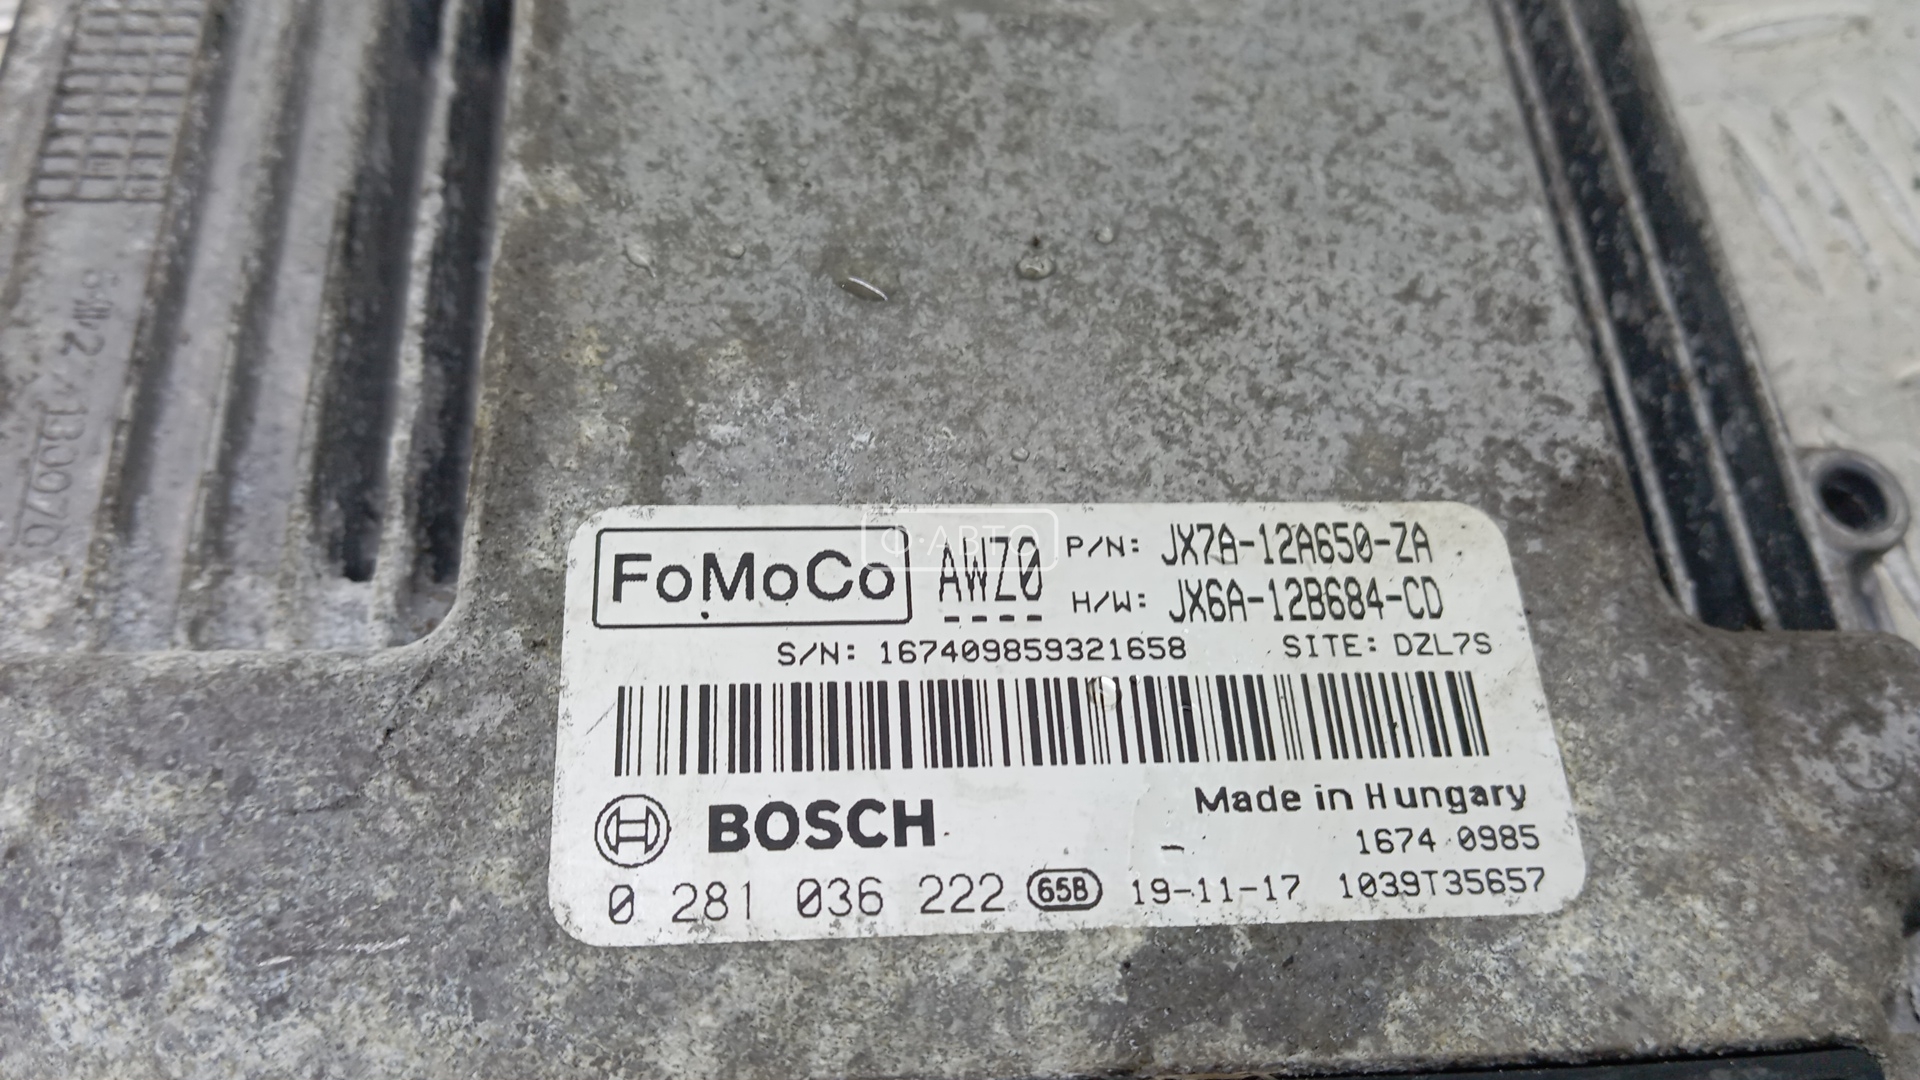 Ф·АВТО
FoMoCo AWZ0 P/N: JX7A-12A650-ZA
H/W: JX6A-12B684-CD
S/N: 167409859321658 SITE: DZL7S
BOSCH Made in Hungary
1674 0985
0 281 036 222 65B 19-11-17 1039T35657